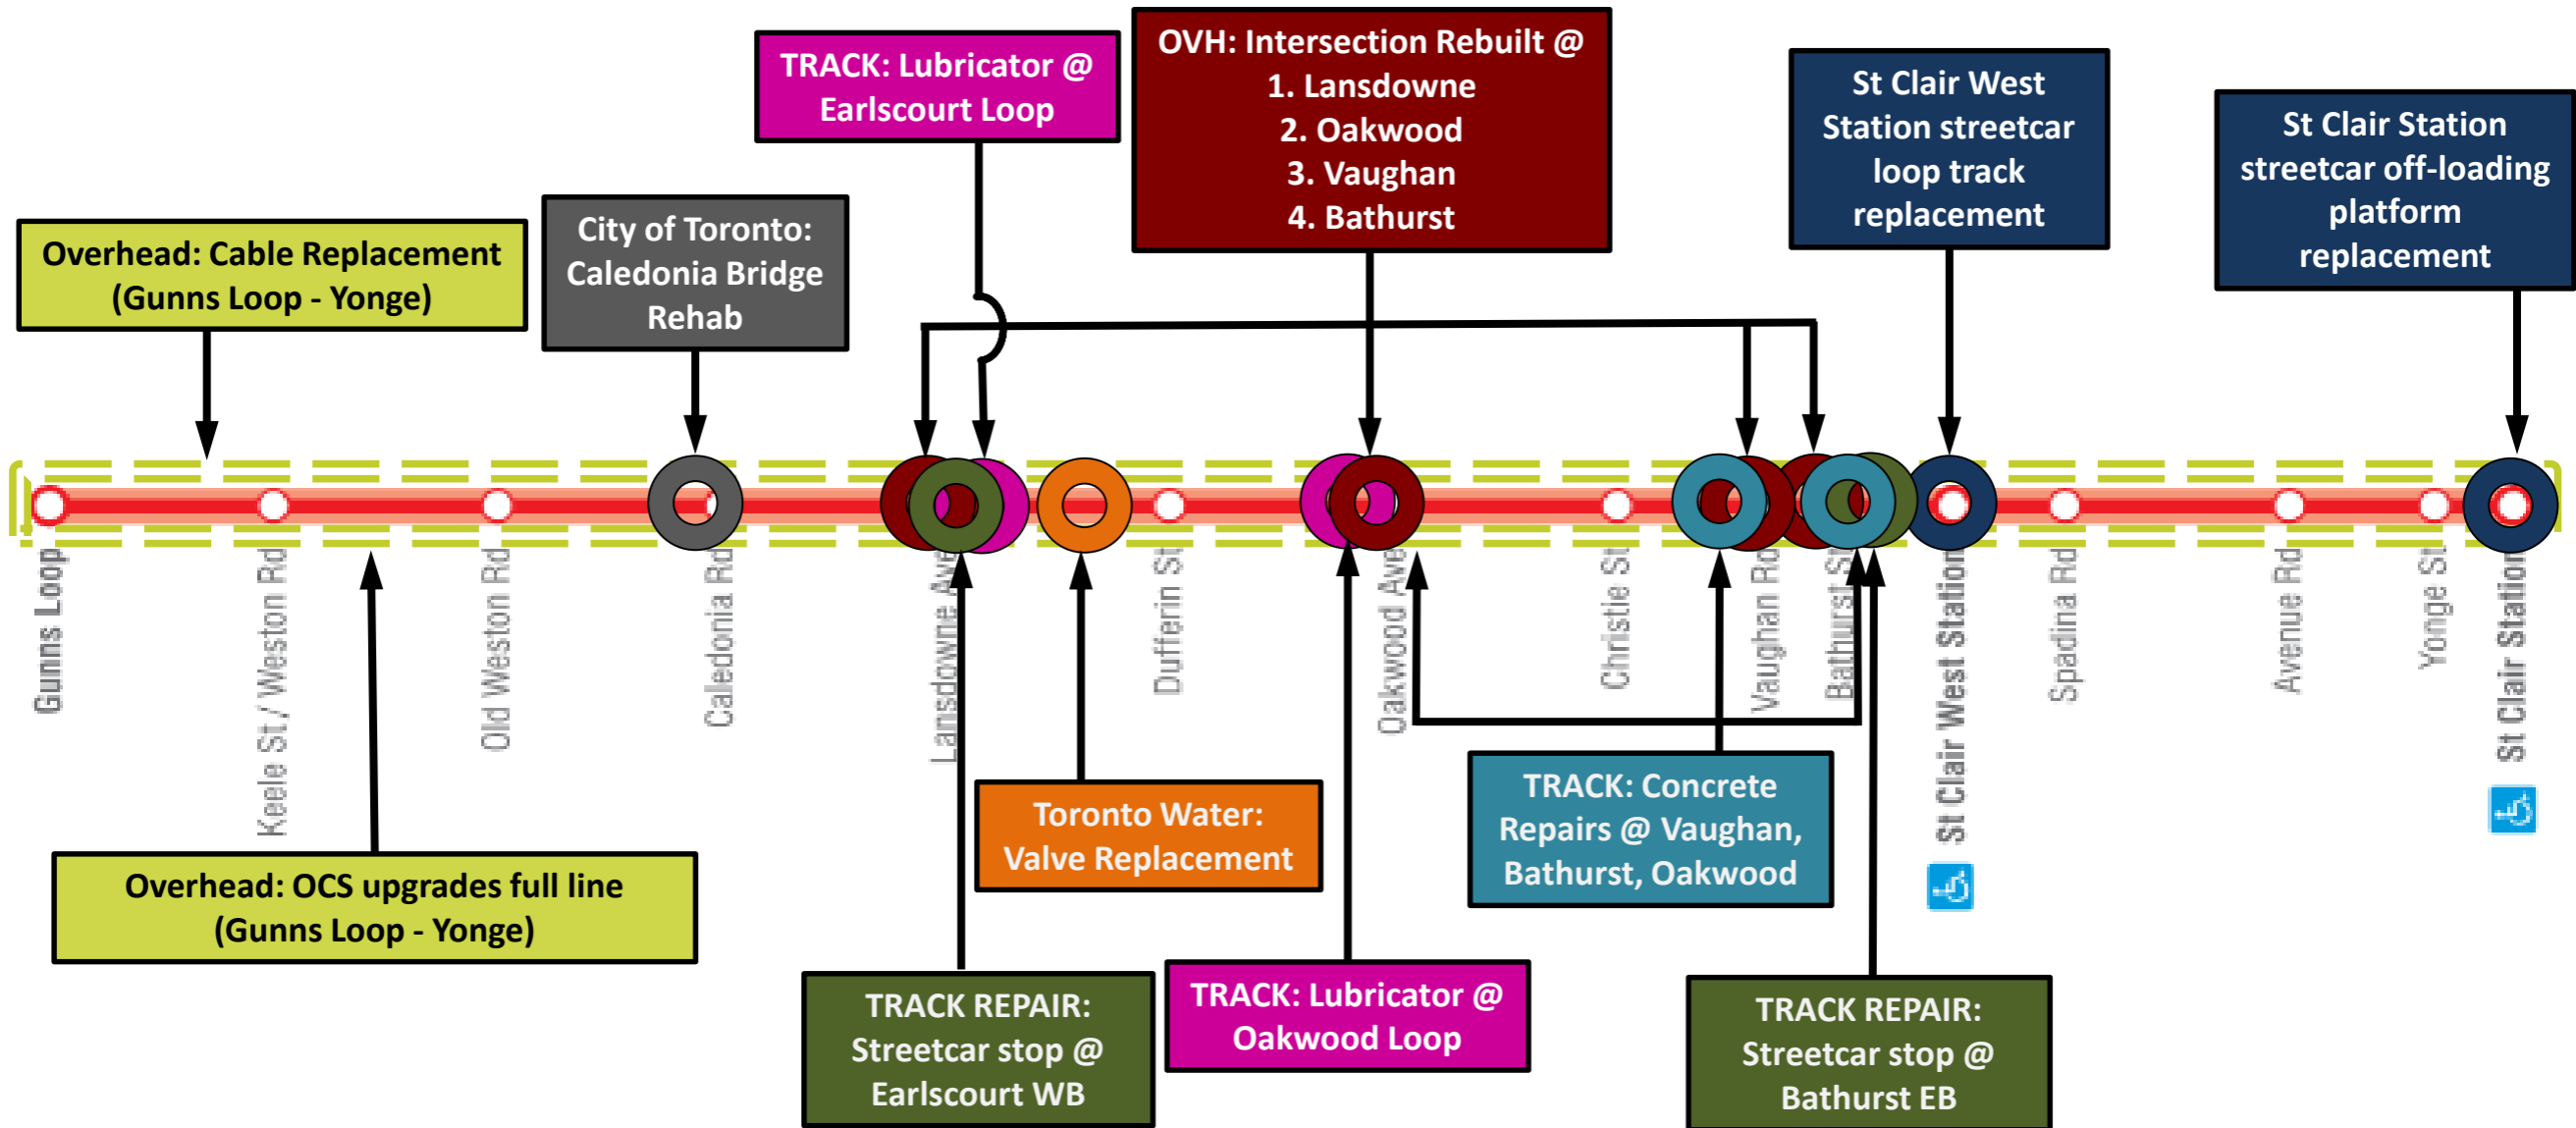 OVH: Intersection Rebuilt @
1. Lansdowne
2. Oakwood
3. Vaughan
4. Bathurst
TRACK: Lubricator @
Earlscourt Loop
St Clair West
Station streetcar
loop track
replacement
St Clair Station
streetcar off-loading
platform
replacement
City of Toronto:
Caledonia Bridge
Rehab
Overhead: Cable Replacement
(Gunns Loop - Yonge)
Gunns Loop
Keele St / Weston Rd
Old Weston Rd
Caledonia Rd
Lansdowne Ave
Dufferin St
Oakwood Ave
Christie St
Vaughan Rd
Bathurst St
St Clair West Station
Spadina Rd
Avenue Rd
Yonge St
St Clair Station
Overhead: OCS upgrades full line
(Gunns Loop - Yonge)
Toronto Water:
Valve Replacement
TRACK: Concrete
Repairs @ Vaughan,
Bathurst, Oakwood
TRACK REPAIR:
Streetcar stop @
Earlscourt WB
TRACK: Lubricator @
Oakwood Loop
TRACK REPAIR:
Streetcar stop @
Bathurst EB